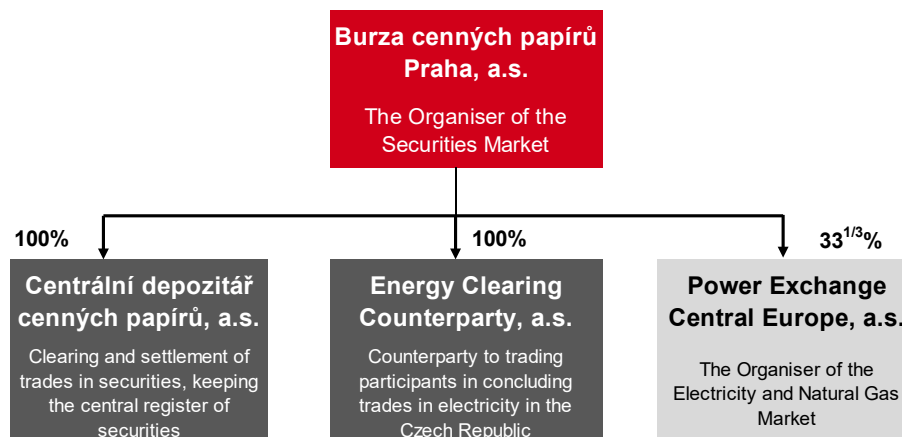 Burza cenných papírů
Praha, a.s.
The Organiser of the
Securities Market
100%
100%
331/3%
Centrální depozitář
cenných papírů, a.s.
Clearing and settlement of
trades in securities, keeping
the central register of
securities
Energy Clearing
Counterparty, a.s.
Counterparty to trading
participants in concluding
trades in electricity in the
Czech Republic
Power Exchange
Central Europe, a.s.
The Organiser of the
Electricity and Natural Gas
Market